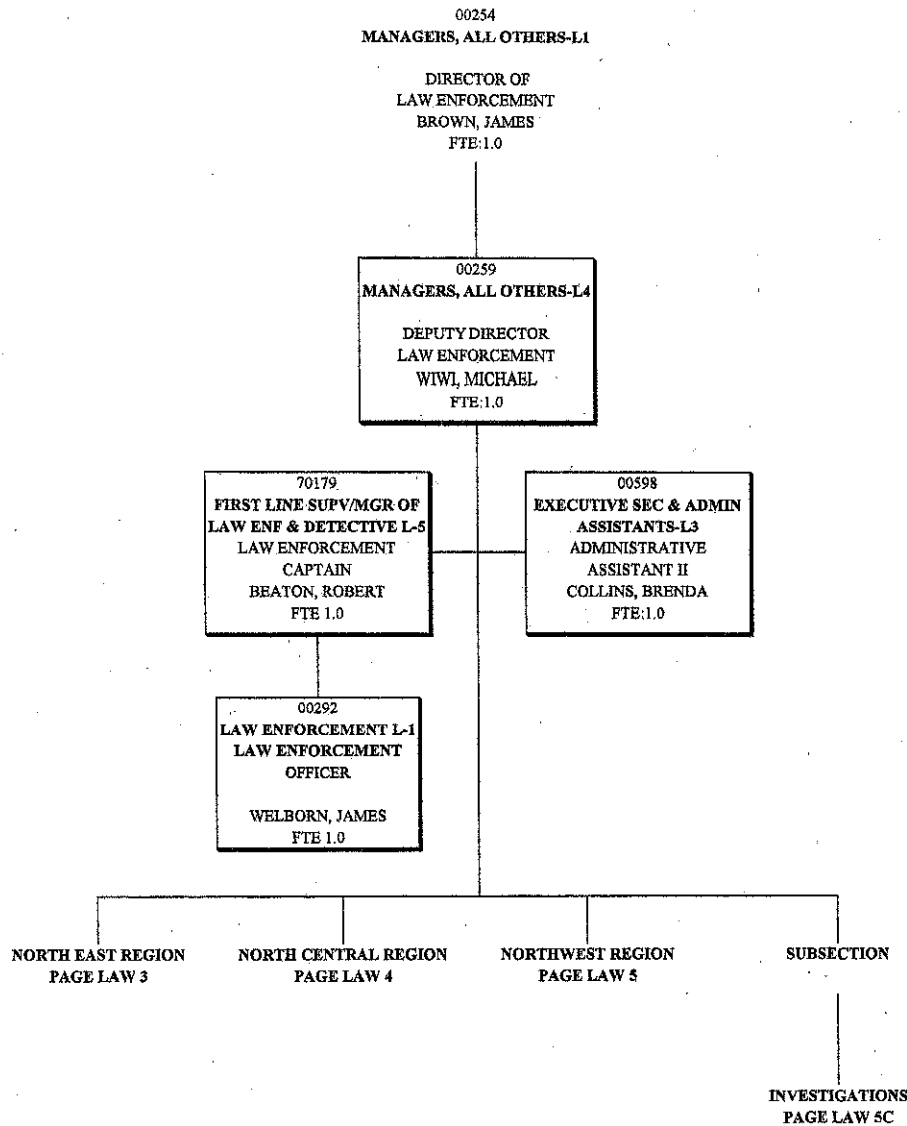 00254
MANAGERS, ALL OTHERS-L1
DIRECTOR OF
LAW ENFORCEMENT
BROWN, JAMES
FTE:1.0
00259
MANAGERS, ALL OTHERS-L4
DEPUTY DIRECTOR
LAW ENFORCEMENT
WIWI, MICHAEL
FTE:1.0
70179
FIRST LINE SUPV/MGR OF
LAW ENF & DETECTIVE L-5
LAW ENFORCEMENT
CAPTAIN
BEATON, ROBERT
FTE 1.0
00598
EXECUTIVE SEC & ADMIN
ASSISTANTS-L3
ADMINISTRATIVE
ASSISTANT II
COLLINS, BRENDA
FTE:1.0
00292
LAW ENFORCEMENT L-1
LAW ENFORCEMENT
OFFICER
WELBORN, JAMES
FTE 1.0
NORTH EAST REGION
PAGE LAW 3
NORTH CENTRAL REGION
PAGE LAW 4
NORTHWEST REGION
PAGE LAW 5
SUBSECTION
INVESTIGATIONS
PAGE LAW 5C